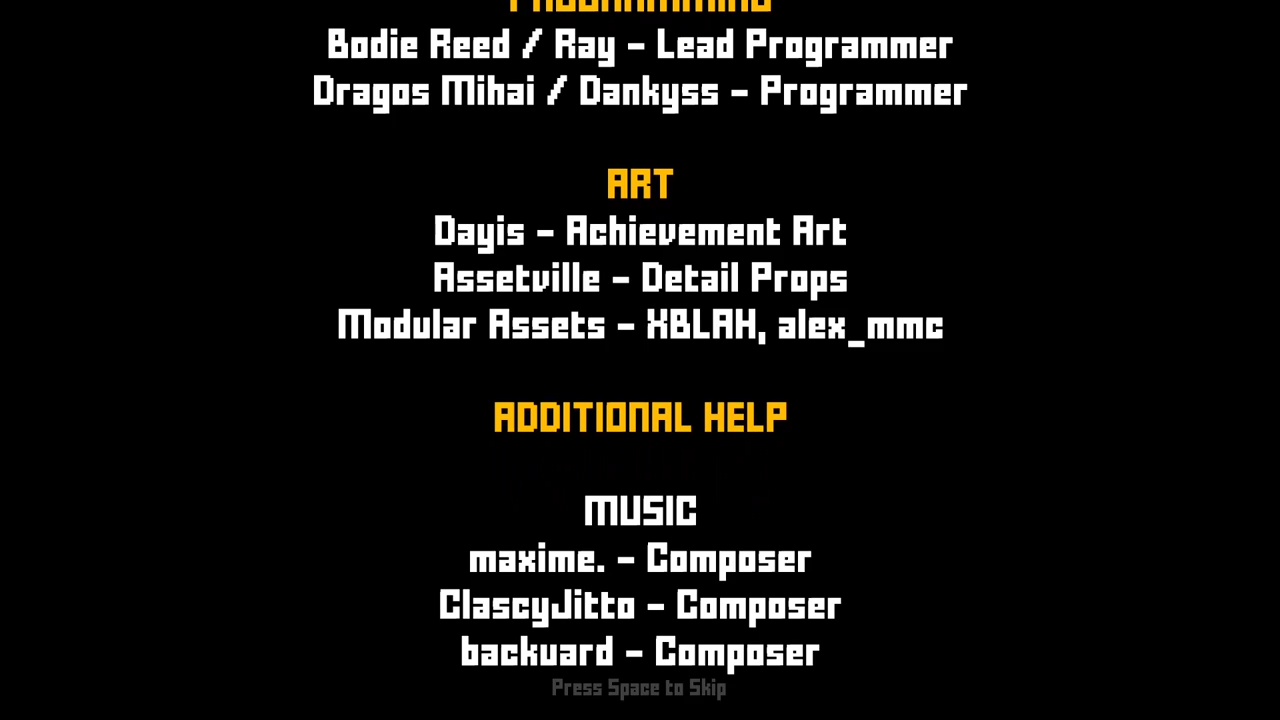 PROGRAMMING
Bodie Reed / Ray - Lead Programmer
Dragos Mihai / Dankyss - Programmer
ART
Dayis - Achievement Art
Assetville - Detail Props
Modular Assets - XBLAH, alex_mmc
ADDITIONAL HELP
MUSIC
maxime. - Composer
ClascyJitto - Composer
backuard - Composer
Press Space to Skip